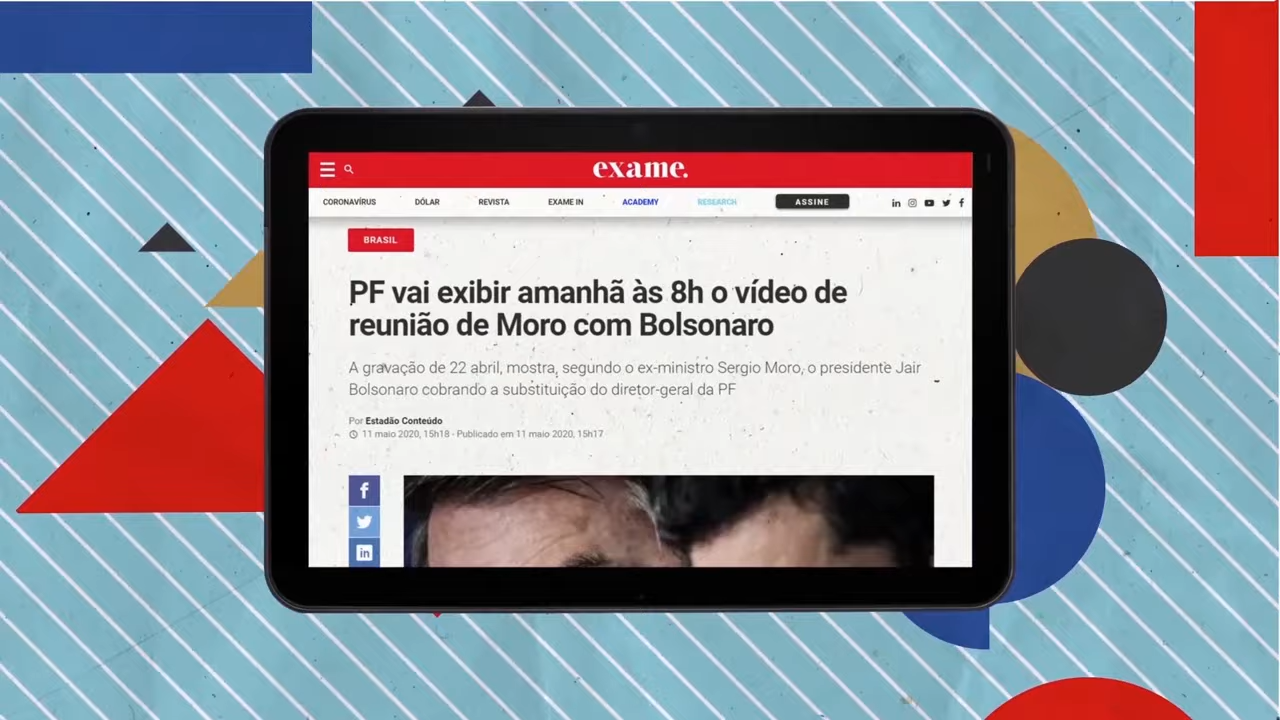 exame.
CORONAVÍRUS DÓLAR REVISTA EXAME IN ACADEMY RESEARCH ASSINE
BRASIL
PF vai exibir amanhã às 8h o vídeo de
reunião de Moro com Bolsonaro
A gravação de 22 abril, mostra, segundo o ex-ministro Sergio Moro, o presidente Jair
Bolsonaro cobrando a substituição do diretor-geral da PF
Por Estadão Conteúdo
11 maio 2020, 15h18 - Publicado em 11 maio 2020, 15h17